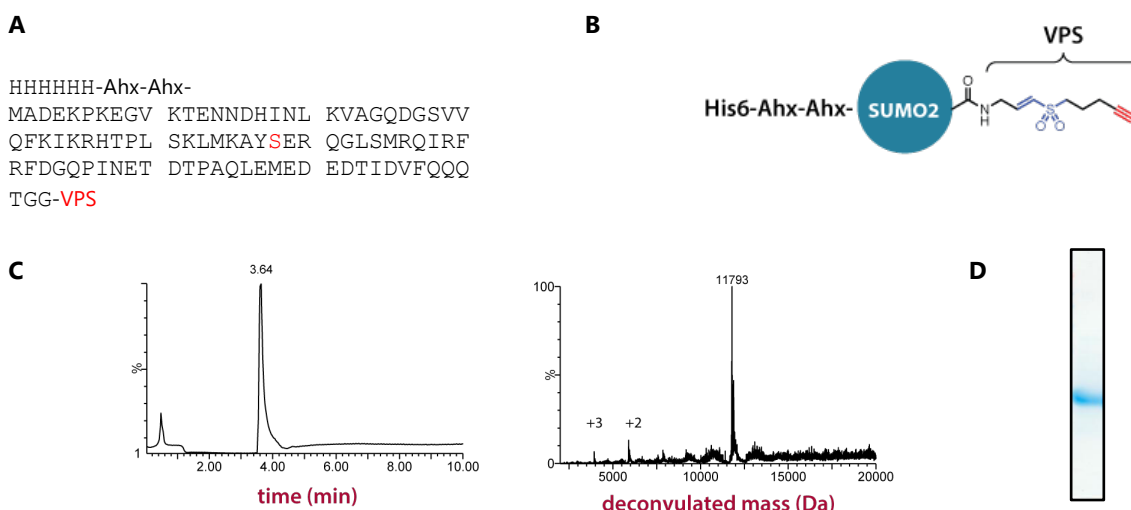 A
HHHHHH-Ahx-Ahx-
MADEKPKEGV KTENNDHINL KVAGQDGSVV
QFKIKRHTPL SKLMKAYSER QGLSMRQIRF
RFDGQPINET DTPAQLEMED EDTIDVFQQQ
TGG-VPS
B
VPS
His6-Ahx-Ahx-
SUMO2
O
N
H
S
O O
C
3.64
%
1
2.00 4.00 6.00 8.00 10.00
time (min)
11793
100
%
+3 +2
0
5000 10000 15000 20000
deconvulated mass (Da)
D